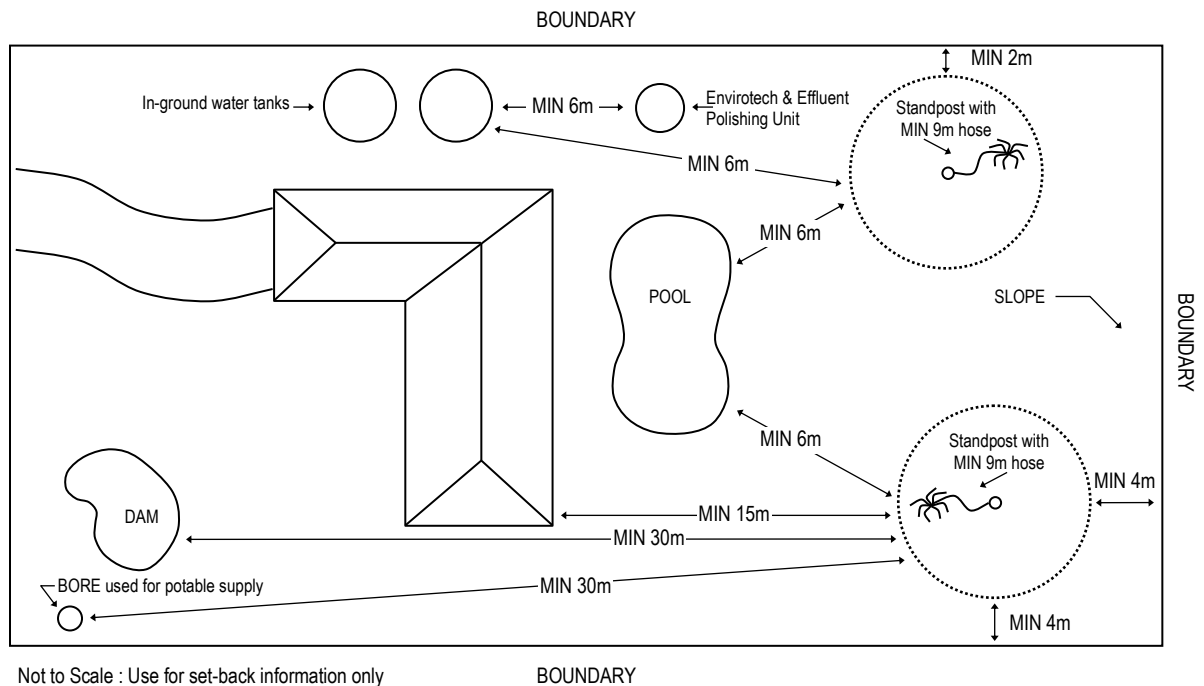 BOUNDARY
MIN 2m
In-ground water tanks
MIN 6m
Envirotech & Effluent
Polishing Unit
Standpost with
MIN 9m hose
MIN 6m
MIN 6m
POOL
SLOPE
BOUNDARY
MIN 6m
Standpost with
MIN 9m hose
MIN 4m
DAM
MIN 15m
MIN 30m
BORE used for potable supply
MIN 30m
MIN 4m
Not to Scale : Use for set-back information only
BOUNDARY